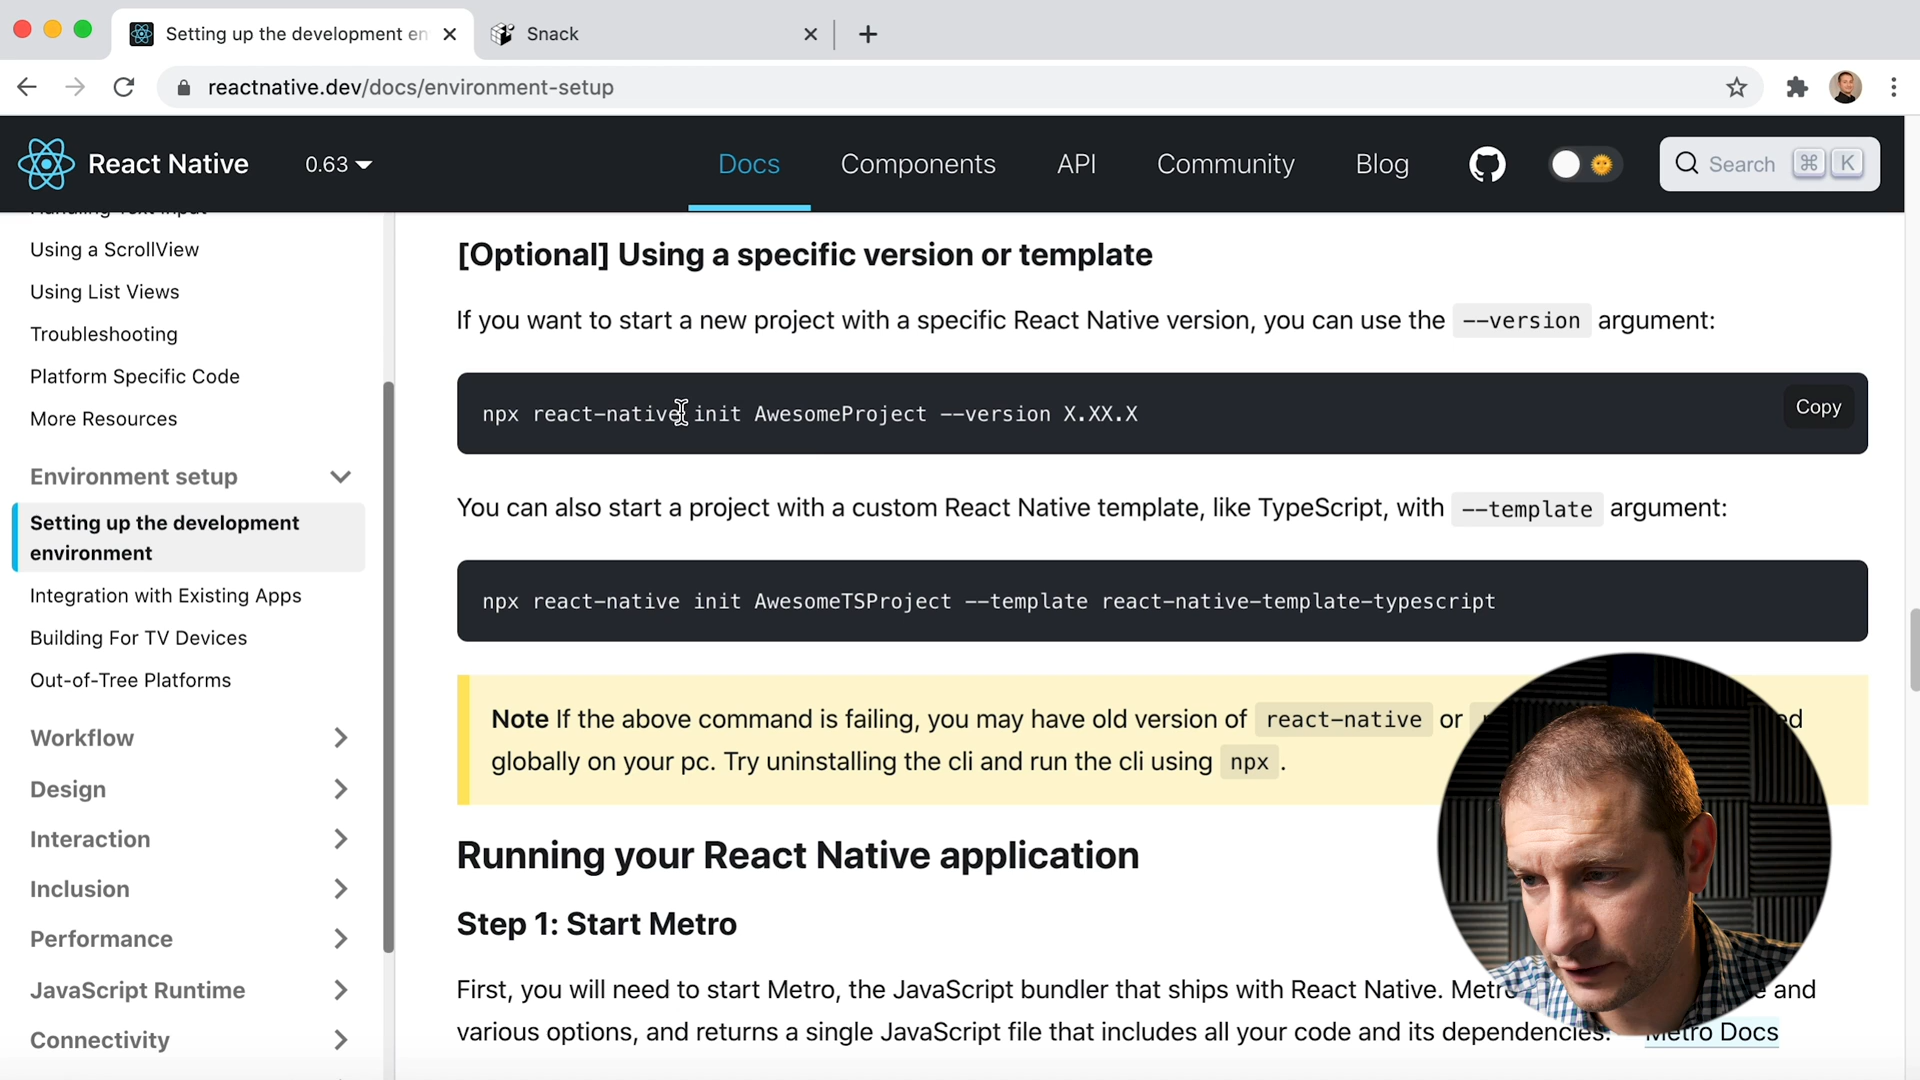 Setting up the development en
Snack
reactnative.dev/docs/environment-setup
React Native
0.63
Docs
Components
API
Community
Blog
Search ⌘ K
Handling Text Input
Using a ScrollView
Using List Views
Troubleshooting
Platform Specific Code
More Resources
Environment setup
Setting up the development
environment
Integration with Existing Apps
Building For TV Devices
Out-of-Tree Platforms
Workflow
Design
Interaction
Inclusion
Performance
JavaScript Runtime
Connectivity
[Optional] Using a specific version or template
If you want to start a new project with a specific React Native version, you can use the --version argument:
npx react-native init AwesomeProject --version X.XX.X
Copy
You can also start a project with a custom React Native template, like TypeScript, with --template argument:
npx react-native init AwesomeTSProject --template react-native-template-typescript
Note If the above command is failing, you may have old version of react-native or
globally on your pc. Try uninstalling the cli and run the cli using npx .
Running your React Native application
Step 1: Start Metro
First, you will need to start Metro, the JavaScript bundler that ships with React Native. Metro and
various options, and returns a single JavaScript file that includes all your code and its dependencies. Metro Docs